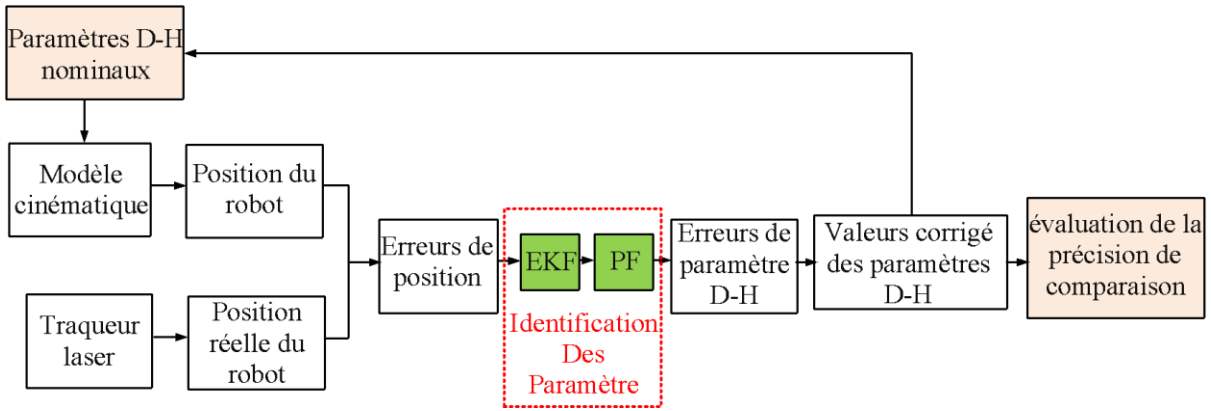 Paramètres D-H
nominaux
Modèle
cinématique
Position du
robot
Traqueur
laser
Position
réelle du
robot
Erreurs de
position
EKF
PF
Identification
Des
Paramètre
Erreurs de
paramètre
D-H
Valeurs corrigé
des paramètres
D-H
évaluation de la
précision de
comparaison